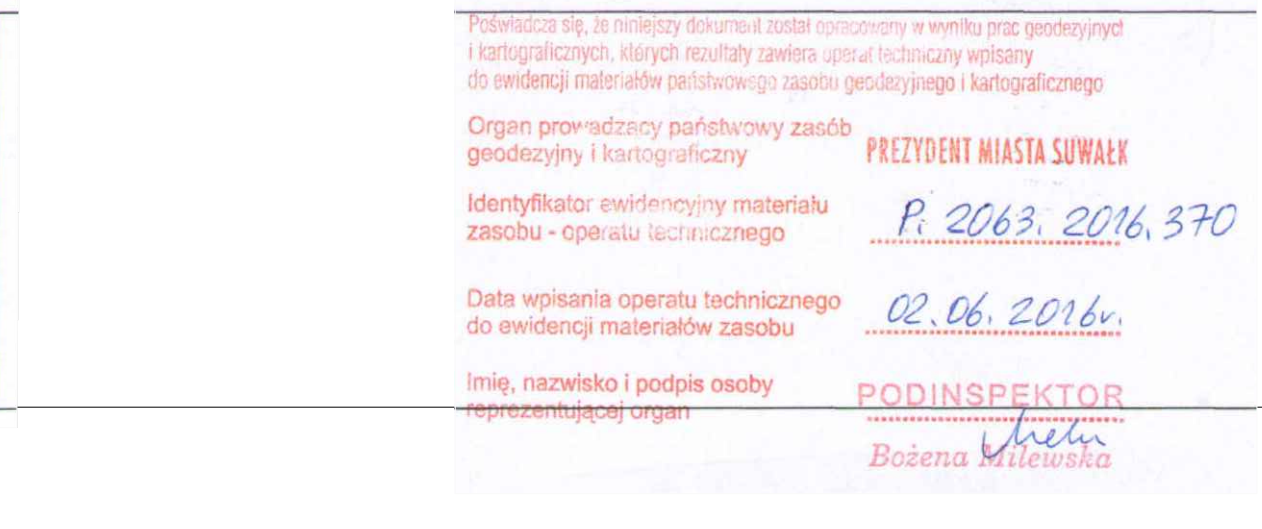 Poświadcza się, że niniejszy dokument został opracowany w wyniku prac geodezyjnych
i kartograficznych, których rezultaty zawiera operat techniczny wpisany
do ewidencji materiałów państwowego zasobu geodezyjnego i kartograficznego
Organ prowadzący państwowy zasób
geodezyjny i kartograficzny
PREZYDENT MIASTA SUWAŁK
Identyfikator ewidencyjny materiału
zasobu - operatu technicznego
P. 2063. 2016. 370
Data wpisania operatu technicznego
do ewidencji materiałów zasobu
02.06.2016r.
Imię, nazwisko i podpis osoby
reprezentującej organ
PODINSPEKTOR
Bożena Milewska